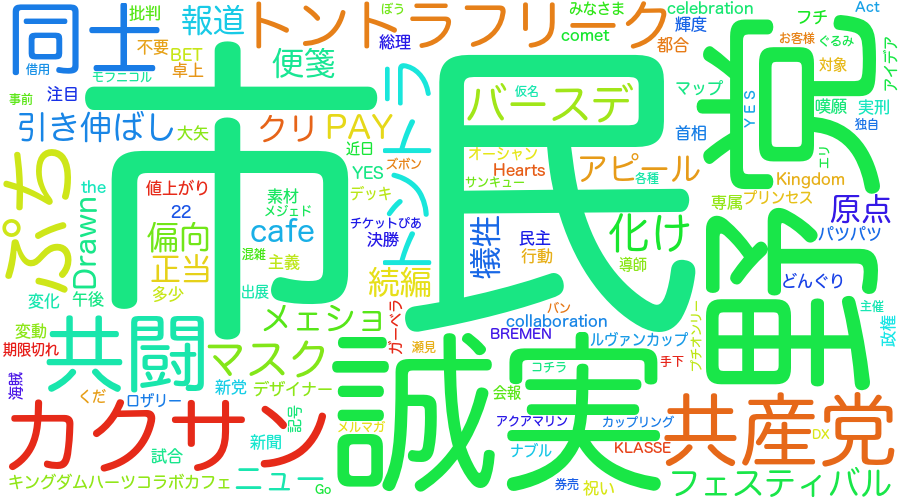 同士
借用
批判
報道
トントラフリーク
みなさま
ぼう
celebration
Act
総理
comet
輝度
都合
フチ
お客様
ぐるみ
アイデア
不要
BET
卓上
モフニコル
便箋
トントラ
対象
事前
注目
大矢
市民
バースデ
仮名
マップ
YES
嘆願
実刑
独自
野党
引き伸ばし
クリ
PAY
近日
首相
エリ
ぷち
the
Drawn
値上がり
22
素材
メジェド
YES
ズボン
デッキ
オーシャン
Hearts
サンキュー
アピール
各種
Kingdom
プリンセス
専属
原点
偏向
正当
多少
cafe
混雑
主義
チケットぴあ
決勝
犠牲
民主
行動
化け
導師
パツパツ
どんぐり
変化
午後
出展
続編
バン
collaboration
BREMEN
ルヴァンカップ
プチオンリー
主催
政権
変動
期限切れ
共闘
メェショ
ガーベラ
瀬見
マスク
誠実
コチラ
手下
海賊
くだ
ロザリー
新党
デザイナー
会報
アクアマリン
カップリング
カクサン
記号
新聞
メルマガ
ナブル
KLASSE
共産党
DX
試合
ニュー
キングダムハーツコラボカフェ
Go
券売
祝い
フェスティバル